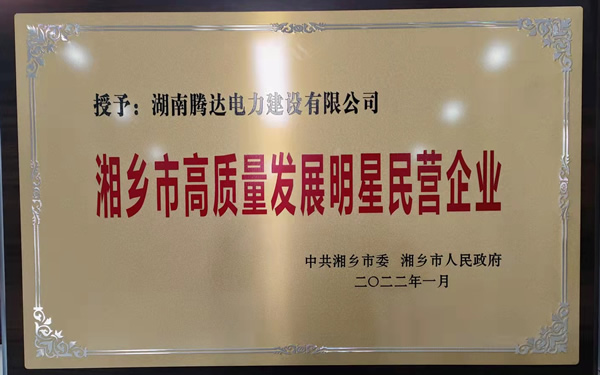 授予：湖南腾达电力建设有限公司
湘乡市高质量发展明星民营企业
中共湘乡市委 湘乡市人民政府
二〇二二年一月